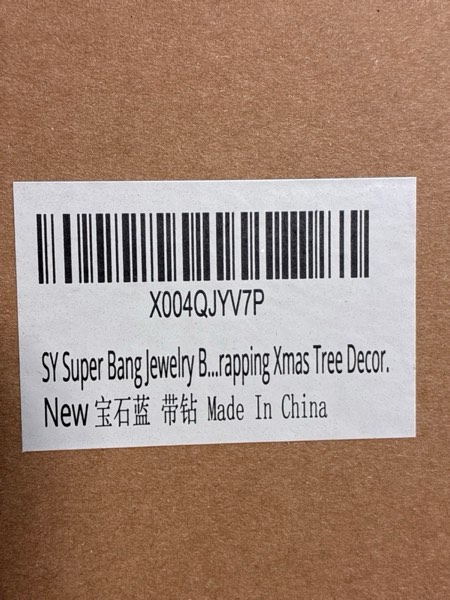 X004QJYV7P
SY Super Bang Jewelry B...rapping Xmas Tree Decor.
New 宝石蓝 带钻 Made In China